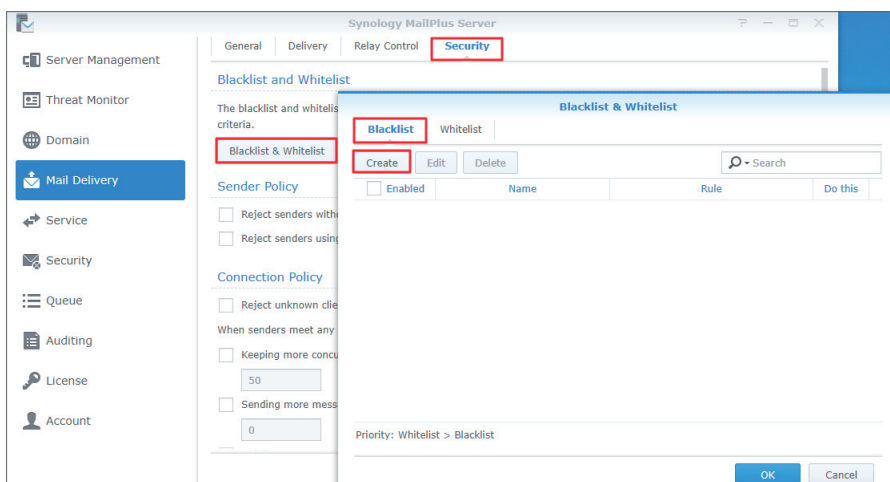 Synology MailPlus Server
Server Management
Threat Monitor
Domain
Mail Delivery
Service
Security
Queue
Auditing
License
Account
General Delivery Relay Control Security
Blacklist and Whitelist
The blacklist and whitelis
criteria.
Blacklist & Whitelist
Sender Policy
Reject senders with
Reject senders using
Connection Policy
Reject unknown clie
When senders meet any
Keeping more concu
50
Sending more mess
0
Blacklist & Whitelist
Blacklist Whitelist
Create Edit Delete Search
Enabled Name Rule Do this
Priority: Whitelist > Blacklist
OK Cancel